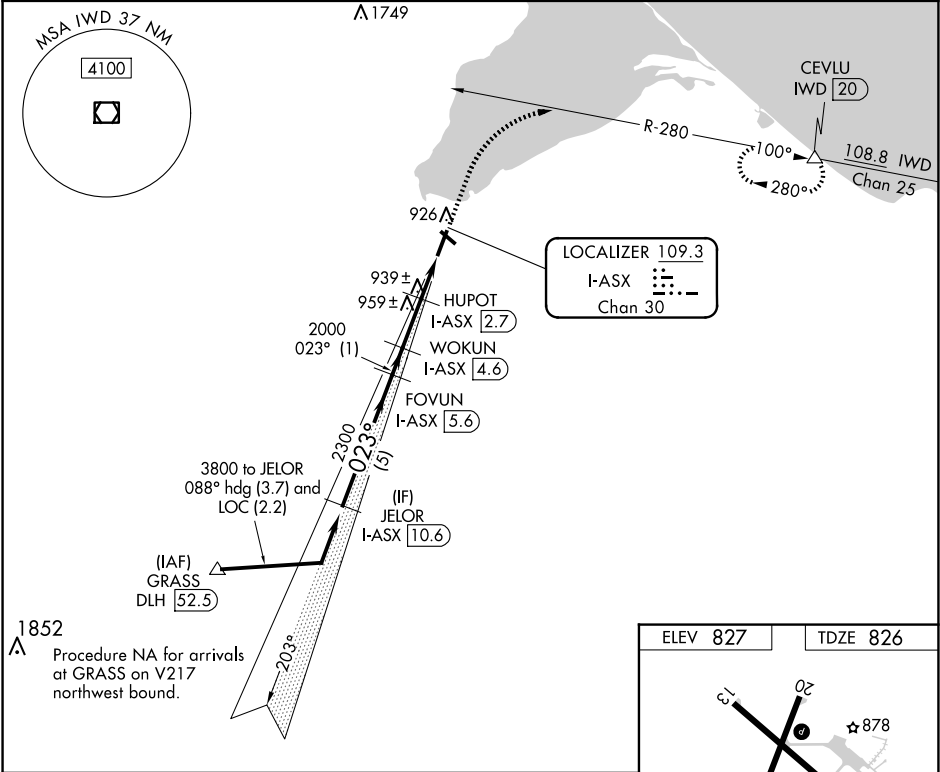 MSA IWD 37 NM
4100
1749
CEVLU
IWD 20
R-280
100°
280°
108.8 IWD
Chan 25
926
LOCALIZER 109.3
I-ASX
Chan 30
939±
959±
HUPOT
I-ASX 2.7
2000
023° (1)
WOKUN
I-ASX 4.6
FOVUN
I-ASX 5.6
2300
023°
(5)
3800 to JELOR
088° hdg (3.7) and
LOC (2.2)
(IF)
JELOR
I-ASX 10.6
(IAF)
GRASS
DLH 52.5
203°
1852
Procedure NA for arrivals
at GRASS on V217
northwest bound.
ELEV 827
TDZE 826
13
20
P
878